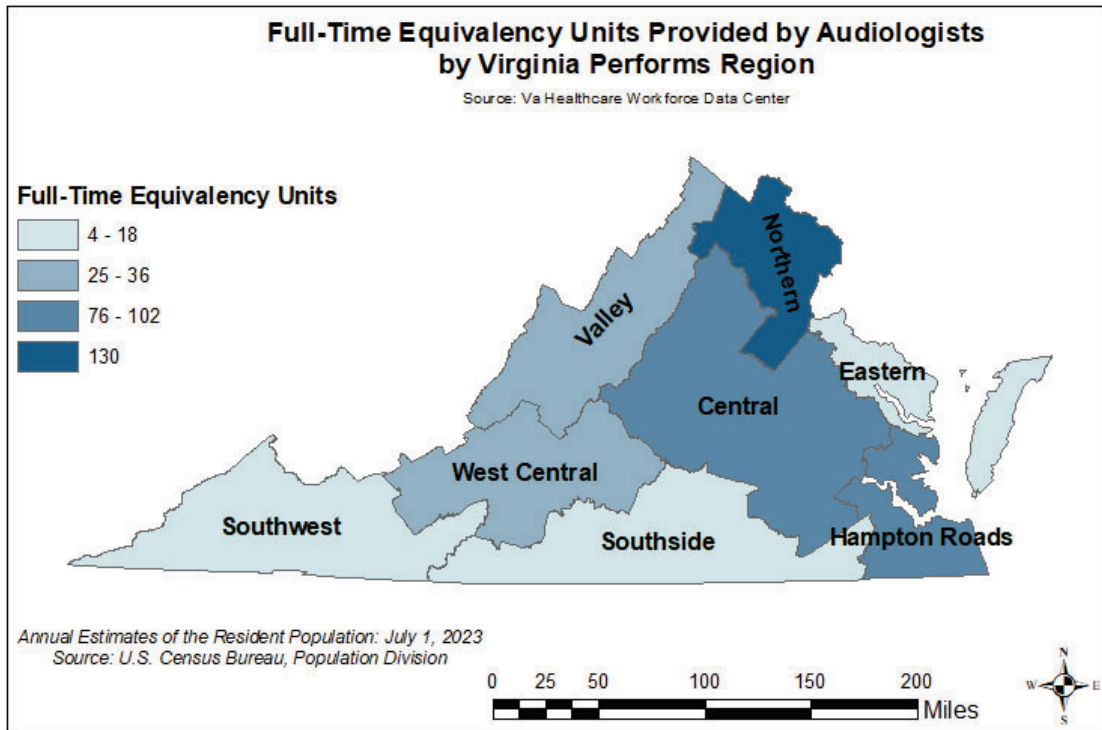 Full-Time Equivalency Units Provided by Audiologists
by Virginia Performs Region
Source: Va Healthcare Workforce Data Center
Full-Time Equivalency Units
4 - 18
25 - 36
76 - 102
130
Northern
Valley
Eastern
Central
West Central
Southwest
Southside
Hampton Roads
Annual Estimates of the Resident Population: July 1, 2023
Source: U.S. Census Bureau, Population Division
0 25 50 100 150 200
Miles
N
W E
S